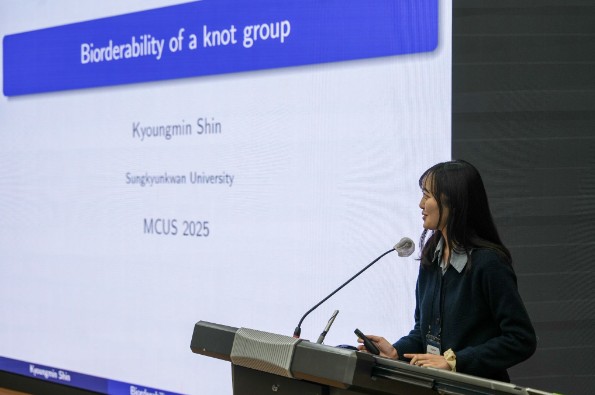 Biorderability of a knot group
Kyoungmin Shin
Sungkyunkwan University
MCUS 2025
Kyoungmin Shin